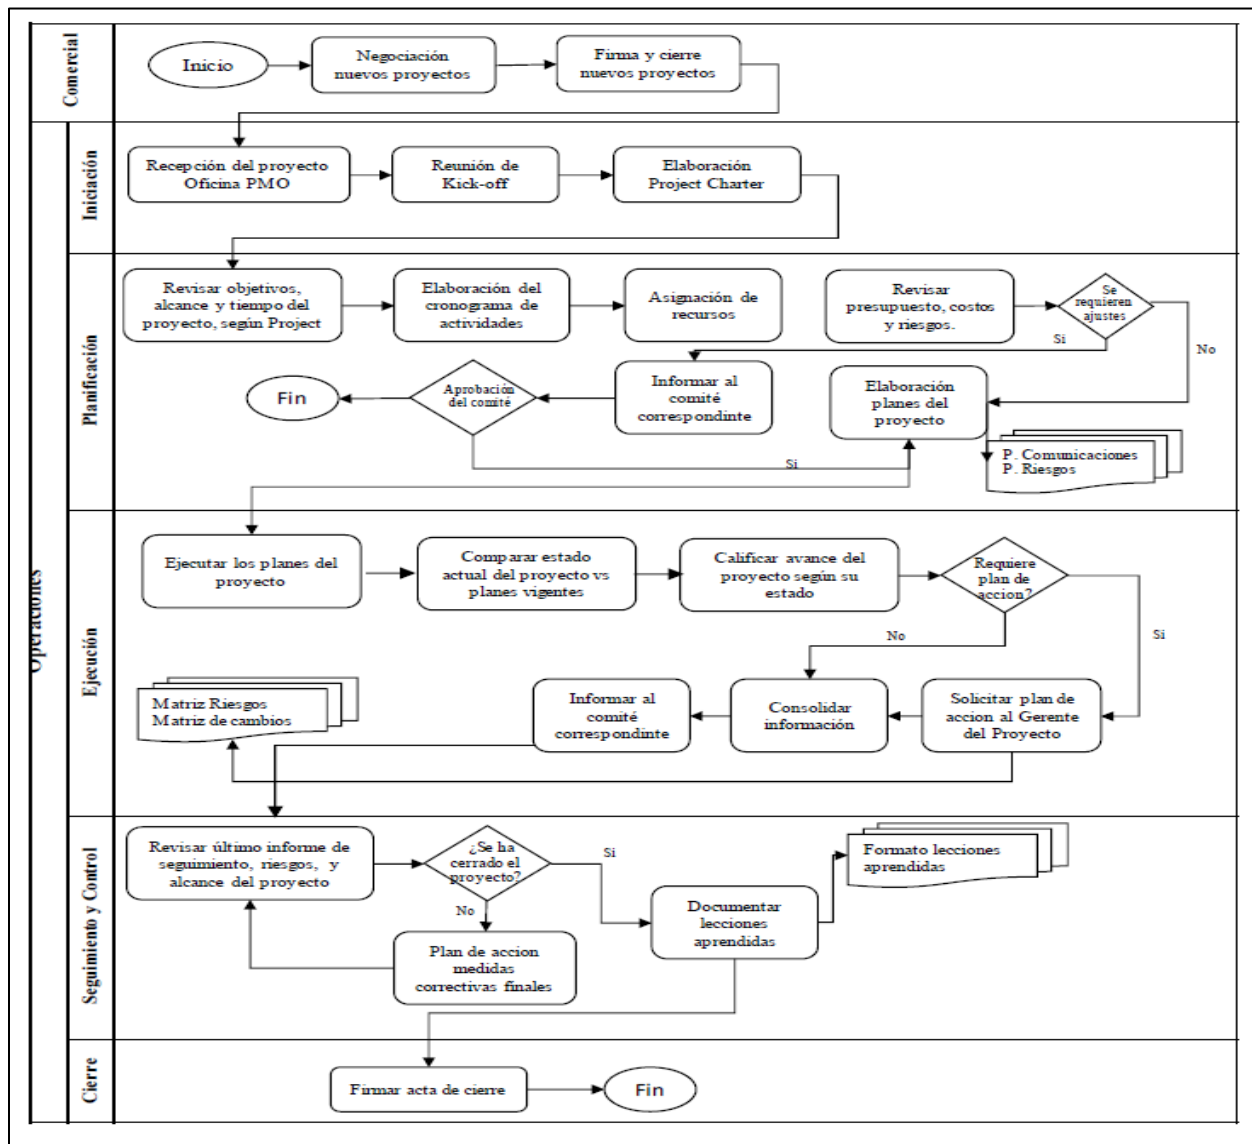 Comercial
Inicio
Negociación
nuevos proyectos
Firma y cierre
nuevos proyectos
Operaciones
Iniciación
Recepción del proyecto
Oficina PMO
Reunión de
Kick-off
Elaboración
Project Charter
Planificación
Revisar objetivos,
alcance y tiempo del
proyecto, según Project
Elaboración del
cronograma de
actividades
Asignación de
recursos
Revisar
presupuesto, costos
y riesgos.
Se
requieren
ajustes
Si
No
Fin
Aprobación
del comité
Informar al
comité
correspondinte
Elaboración
planes del
proyecto
Si
P. Comunicaciones
P. Riesgos
Ejecución
Ejecutar los planes del
proyecto
Comparar estado
actual del proyecto vs
planes vigentes
Calificar avance del
proyecto según su
estado
Requiere
plan de
accion?
No
Si
Matriz Riesgos
Matriz de cambios
Informar al
comité
correspondinte
Consolidar
información
Solicitar plan de
accion al Gerente
del Proyecto
Seguimiento y Control
Revisar último informe de
seguimiento, riesgos, y
alcance del proyecto
¿Se ha
cerrado el
proyecto?
Si
No
Formato lecciones
aprendidas
Documentar
lecciones
aprendidas
Plan de accion
medidas
correctivas finales
Cierre
Firmar acta de cierre
Fin